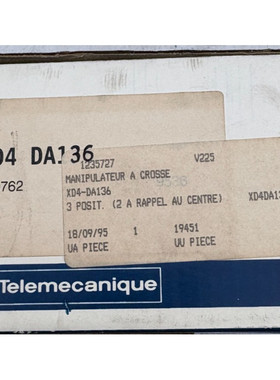 D4 DA136
762
1235727 V225
MANIPULATEUR A CROSSE
XD4-DA136
3 POSIT. (2 A RAPPEL AU CENTRE)
XD4DA13
18/09/95 1 19451
UA PIECE UU PIECE
Telemecanique